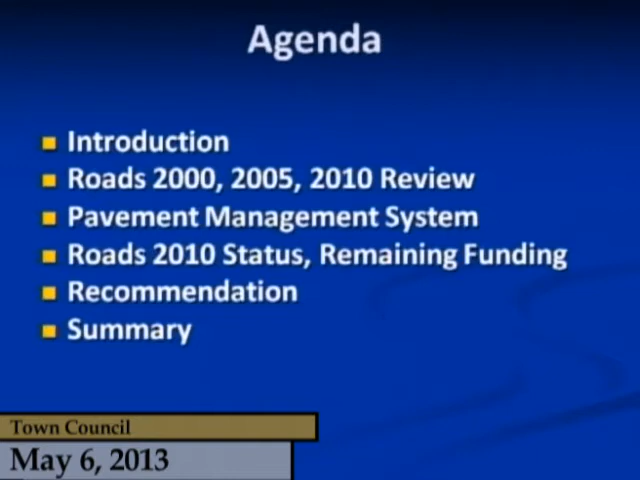 Agenda
Introduction
Roads 2000, 2005, 2010 Review
Pavement Management System
Roads 2010 Status, Remaining Funding
Recommendation
Summary
Town Council
May 6, 2013